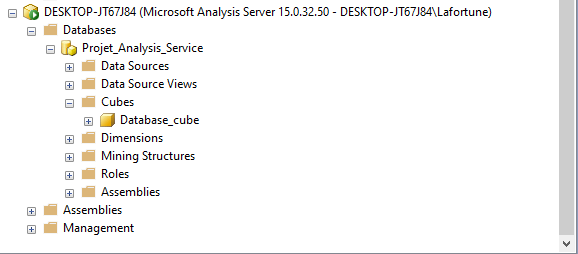 DESKTOP-JT67J84 (Microsoft Analysis Server 15.0.32.50 - DESKTOP-JT67J84\Lafortune)
Databases
Projet_Analysis_Service
Data Sources
Data Source Views
Cubes
Database_cube
Dimensions
Mining Structures
Roles
Assemblies
Assemblies
Management